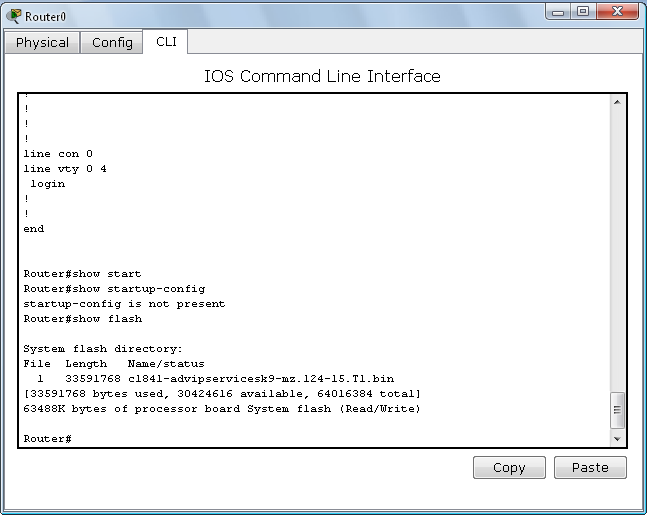 Router0
Physical Config CLI
IOS Command Line Interface
!
!
!
!
line con 0
line vty 0 4
login
!
!
end
Router#show start
Router#show startup-config
startup-config is not present
Router#show flash
System flash directory:
File Length Name/status
1 33591768 c1841-advipservicesk9-mz.124-15.T1.bin
[33591768 bytes used, 30424616 available, 64016384 total]
63488K bytes of processor board System flash (Read/Write)
Router#
Copy Paste